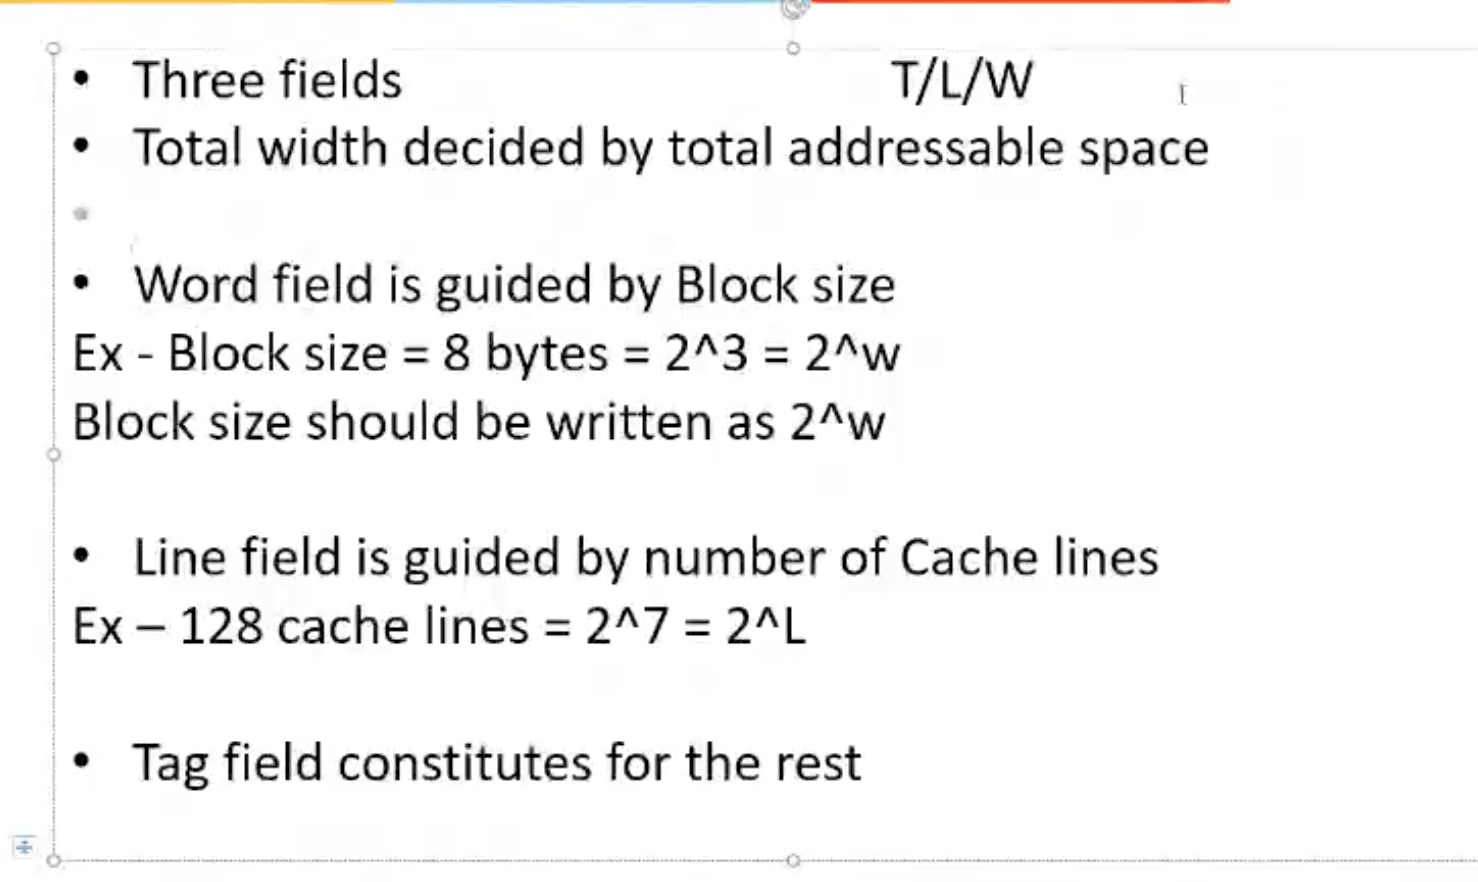 • Three fields T/L/W
• Total width decided by total addressable space
•
• Word field is guided by Block size
Ex - Block size = 8 bytes = 2^3 = 2^w
Block size should be written as 2^w
• Line field is guided by number of Cache lines
Ex – 128 cache lines = 2^7 = 2^L
• Tag field constitutes for the rest